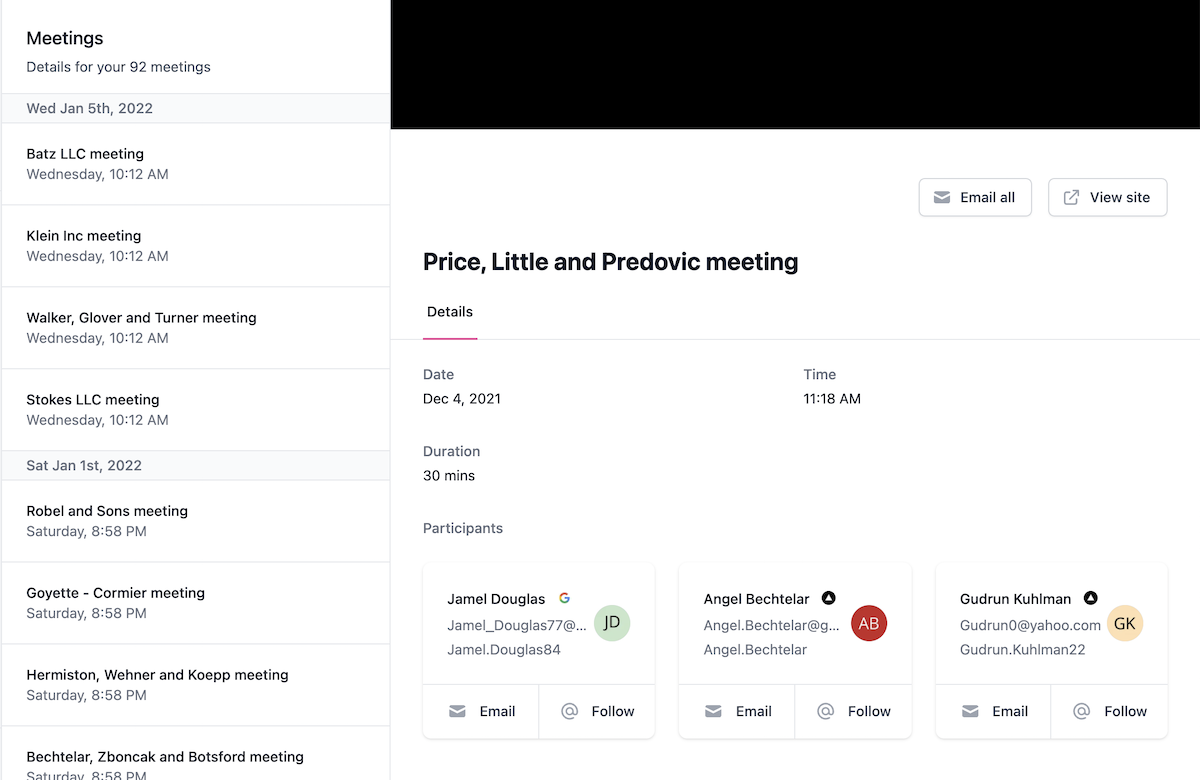 Meetings
Details for your 92 meetings
Wed Jan 5th, 2022
Batz LLC meeting
Wednesday, 10:12 AM
Klein Inc meeting
Wednesday, 10:12 AM
Walker, Glover and Turner meeting
Wednesday, 10:12 AM
Stokes LLC meeting
Wednesday, 10:12 AM
Sat Jan 1st, 2022
Robel and Sons meeting
Saturday, 8:58 PM
Goyette - Cormier meeting
Saturday, 8:58 PM
Hermiston, Wehner and Koepp meeting
Saturday, 8:58 PM
Bechtelar, Zboncak and Botsford meeting
Saturday, 8:58 PM
Email all
View site
Price, Little and Predovic meeting
Details
Date
Dec 4, 2021
Time
11:18 AM
Duration
30 mins
Participants
Jamel Douglas
Jamel_Douglas77@...
Jamel.Douglas84
JD
Email
Follow
Angel Bechtelar
Angel.Bechtelar@g...
Angel.Bechtelar
AB
Email
Follow
Gudrun Kuhlman
Gudrun0@yahoo.com
Gudrun.Kuhlman22
GK
Email
Follow